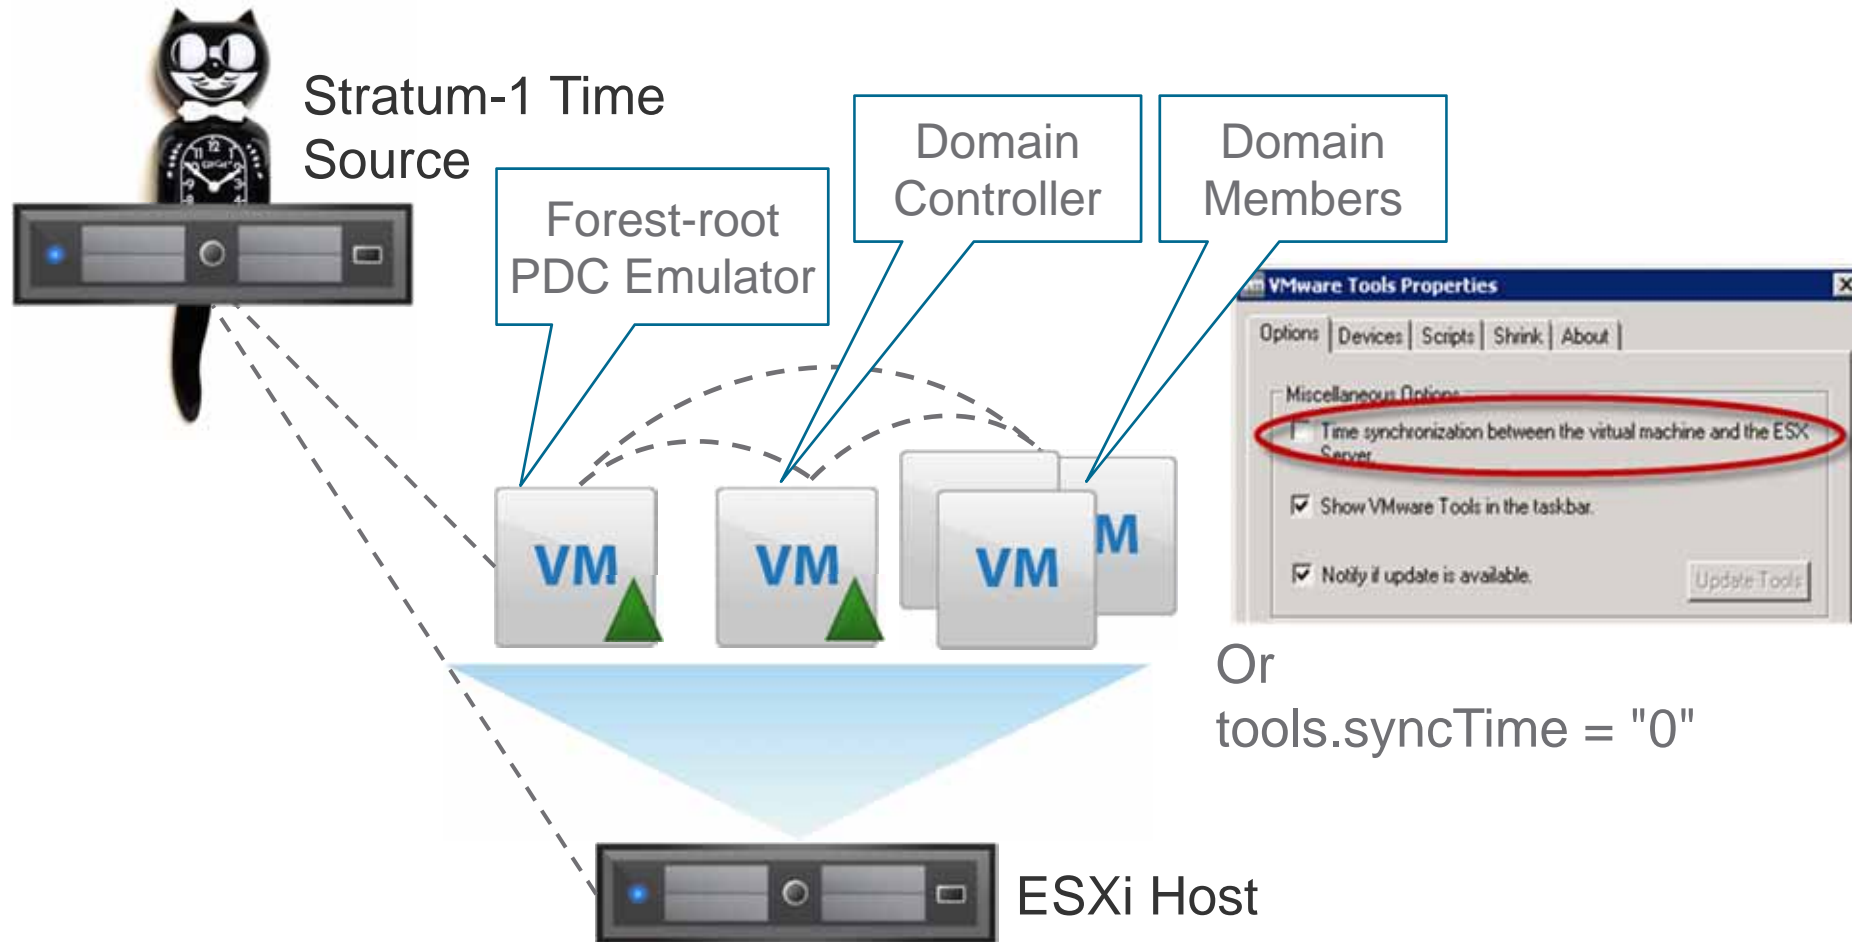 Stratum-1 Time
Source
Forest-root
PDC Emulator
Domain
Controller
Domain
Members
VMware Tools Properties
Options
Devices
Scripts
Shrink
About
Miscellaneous Options
Time synchronization between the virtual machine and the ESX
Server.
Show VMware Tools in the taskbar.
Notify if update is available.
Update Tools
VM
VM
VM
M
Or
tools.syncTime = "0"
ESXi Host